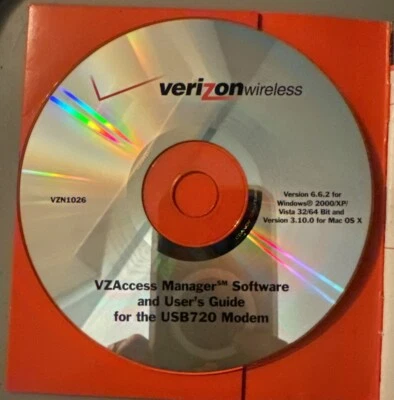 verizonwireless
VZN1026
Version 6.6.2 for
Windows® 2000/XP/
Vista 32/64 Bit and
Version 3.10.0 for Mac OS X
VZAccess Manager℠ Software
and User's Guide
for the USB720 Modem